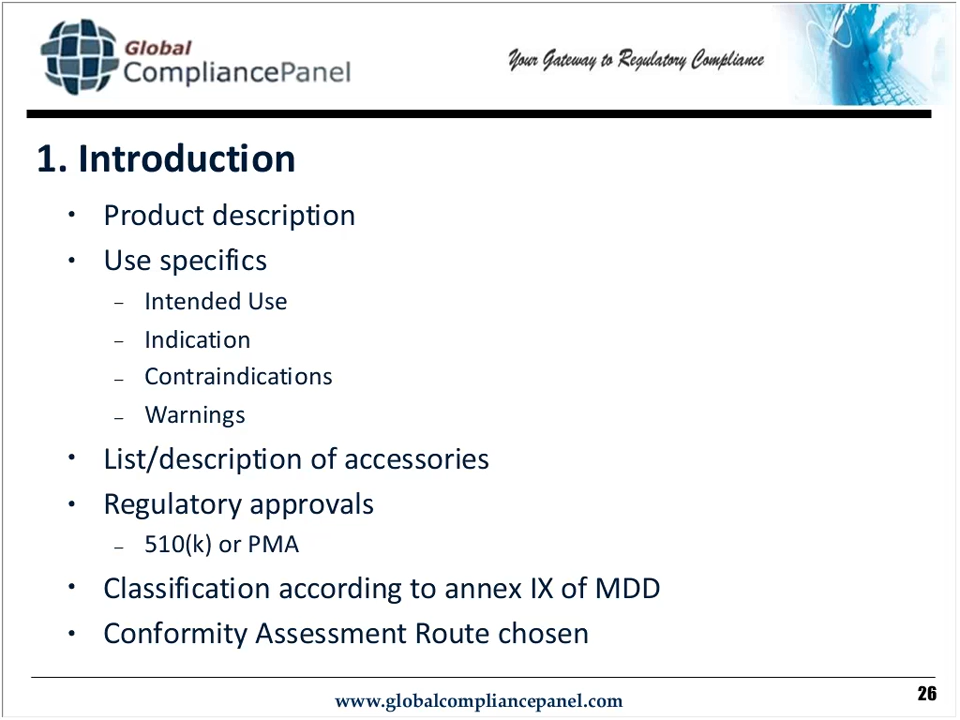 Global
CompliancePanel
Your Gateway to Regulatory Compliance
1. Introduction
• Product description
• Use specifics
– Intended Use
– Indication
– Contraindications
– Warnings
• List/description of accessories
• Regulatory approvals
– 510(k) or PMA
• Classification according to annex IX of MDD
• Conformity Assessment Route chosen
www.globalcompliancepanel.com
26